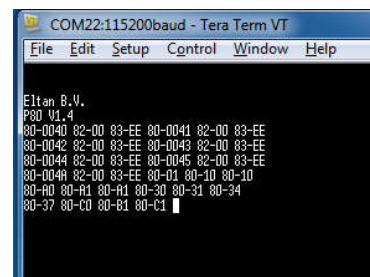 COM22:115200baud - Tera Term VT
File Edit Setup Control Window Help
Eltan B.V.
P80 V1.4
80-0040 82-00 83-EE 80-0041 82-00 83-EE
80-0042 82-00 83-EE 80-0043 82-00 83-EE
80-0044 82-00 83-EE 80-0045 82-00 83-EE
80-004A 82-00 83-EE 80-01 80-10 80-10
80-A0 80-A1 80-A1 80-30 80-31 80-34
80-37 80-C0 80-B1 80-C1